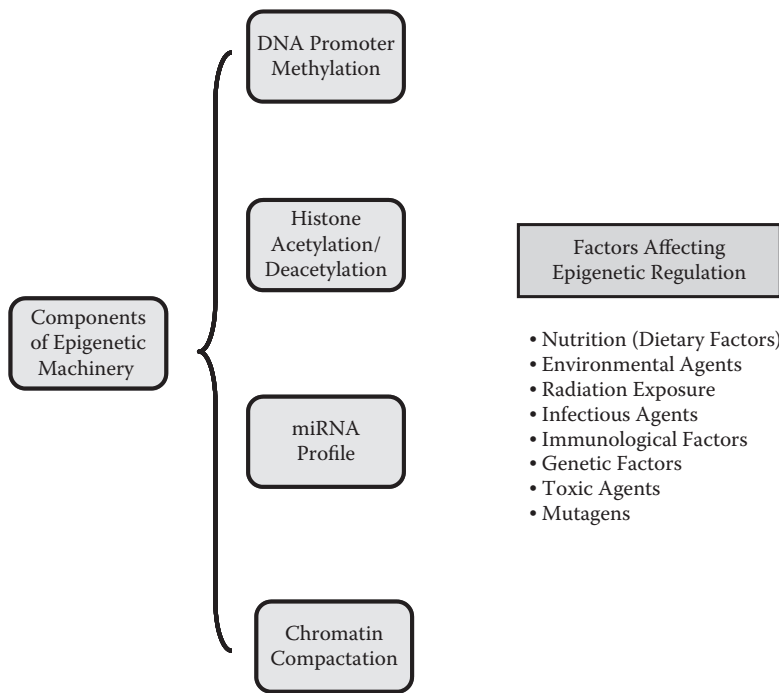 DNA Promoter
Methylation
Histone
Acetylation/
Deacetylation
Components
of Epigenetic
Machinery
miRNA
Profile
Chromatin
Compactation
Factors Affecting
Epigenetic Regulation
• Nutrition (Dietary Factors)
• Environmental Agents
• Radiation Exposure
• Infectious Agents
• Immunological Factors
• Genetic Factors
• Toxic Agents
• Mutagens